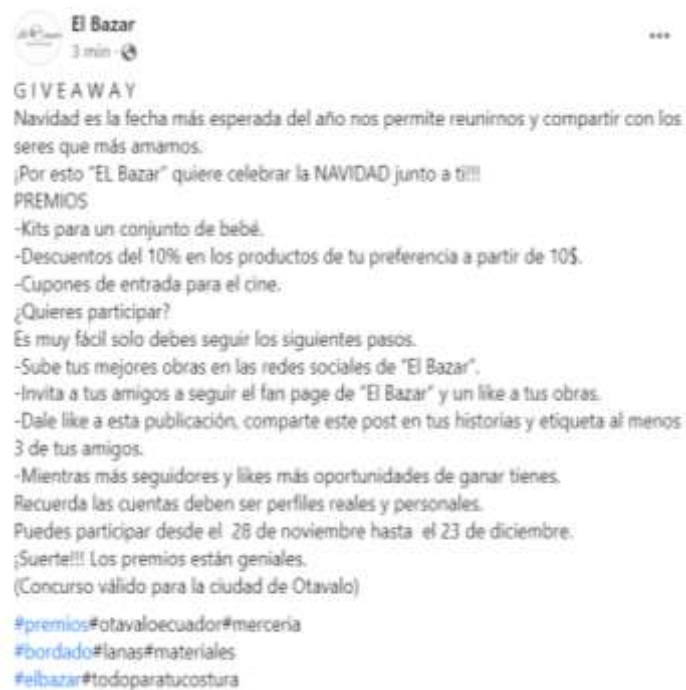 El Bazar
3 min
G I V E A W A Y
Navidad es la fecha más esperada del año nos permite reunirnos y compartir con los
seres que más amamos.
¡Por esto "EL Bazar" quiere celebrar la NAVIDAD junto a ti!!!
PREMIOS
-Kits para un conjunto de bebé.
-Descuentos del 10% en los productos de tu preferencia a partir de 10$.
-Cupones de entrada para el cine.
¿Quieres participar?
Es muy fácil solo debes seguir los siguientes pasos.
-Sube tus mejores obras en las redes sociales de "El Bazar".
-Invita a tus amigos a seguir el fan page de "El Bazar" y un like a tus obras.
-Dale like a esta publicación, comparte este post en tus historias y etiqueta al menos
3 de tus amigos.
-Mientras más seguidores y likes más oportunidades de ganar tienes.
Recuerda las cuentas deben ser perfiles reales y personales.
Puedes participar desde el 28 de noviembre hasta el 23 de diciembre.
¡Suerte!!! Los premios están geniales.
(Concurso válido para la ciudad de Otavalo)
#premios#otavaloecuador#merceria
#bordado#lanas#materiales
#elbazar#todoparatucostura